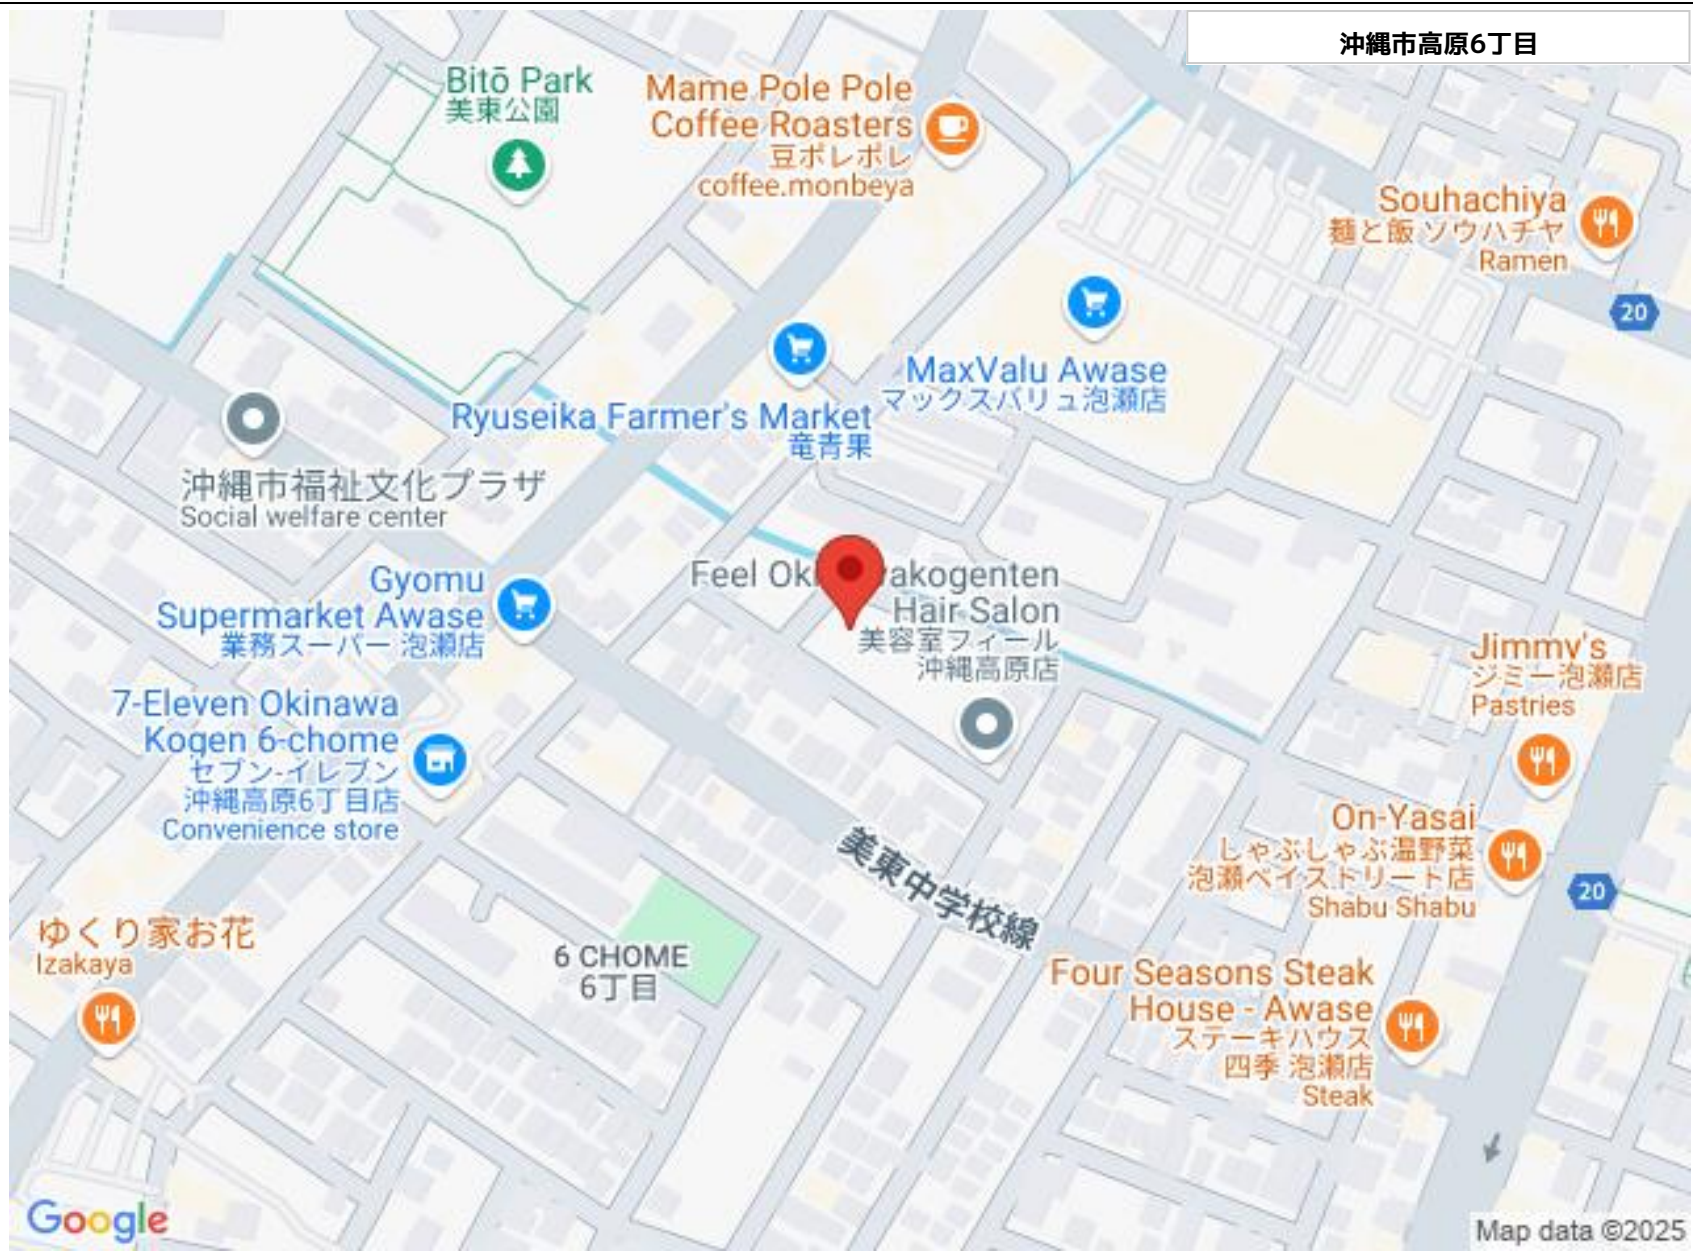 沖縄市高原6丁目
Bitō Park
美東公園
Mame Pole Pole
Coffee Roasters
豆ポレポレ
coffee.monbeya
Souhachiya
麺と飯 ソウハチヤ
Ramen
20
MaxValu Awase
マックスバリュ泡瀬店
Ryuseika Farmer's Market
竜青果
沖縄市福祉文化プラザ
Social welfare center
Feel Oki akogenten
Hair Salon
美容室フィール
沖縄高原店
Gyomu
Supermarket Awase
業務スーパー 泡瀬店
Jimmy's
ジミー泡瀬店
Pastries
7-Eleven Okinawa
Kogen 6-chome
セブン-イレブン
沖縄高原6丁目店
Convenience store
On-Yasai
しゃぶしゃぶ温野菜
泡瀬ベイストリート店
Shabu Shabu
20
美東中学校線
ゆくり家お花
Izakaya
6 CHOME
6丁目
Four Seasons Steak
House - Awase
ステーキハウス
四季 泡瀬店
Steak
Google
Map data ©2025